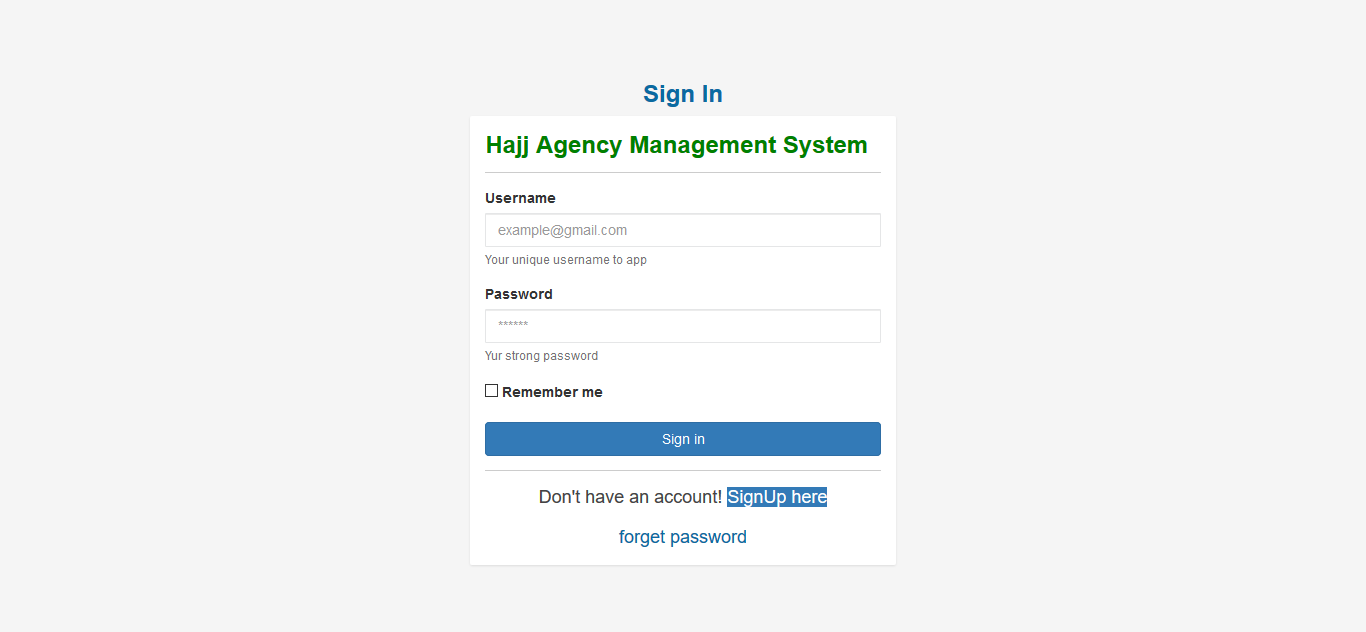 Sign In
Hajj Agency Management System
Username
example@gmail.com
Your unique username to app
Password
******
Yur strong password
Remember me
Sign in
Don't have an account! SignUp here
forget password